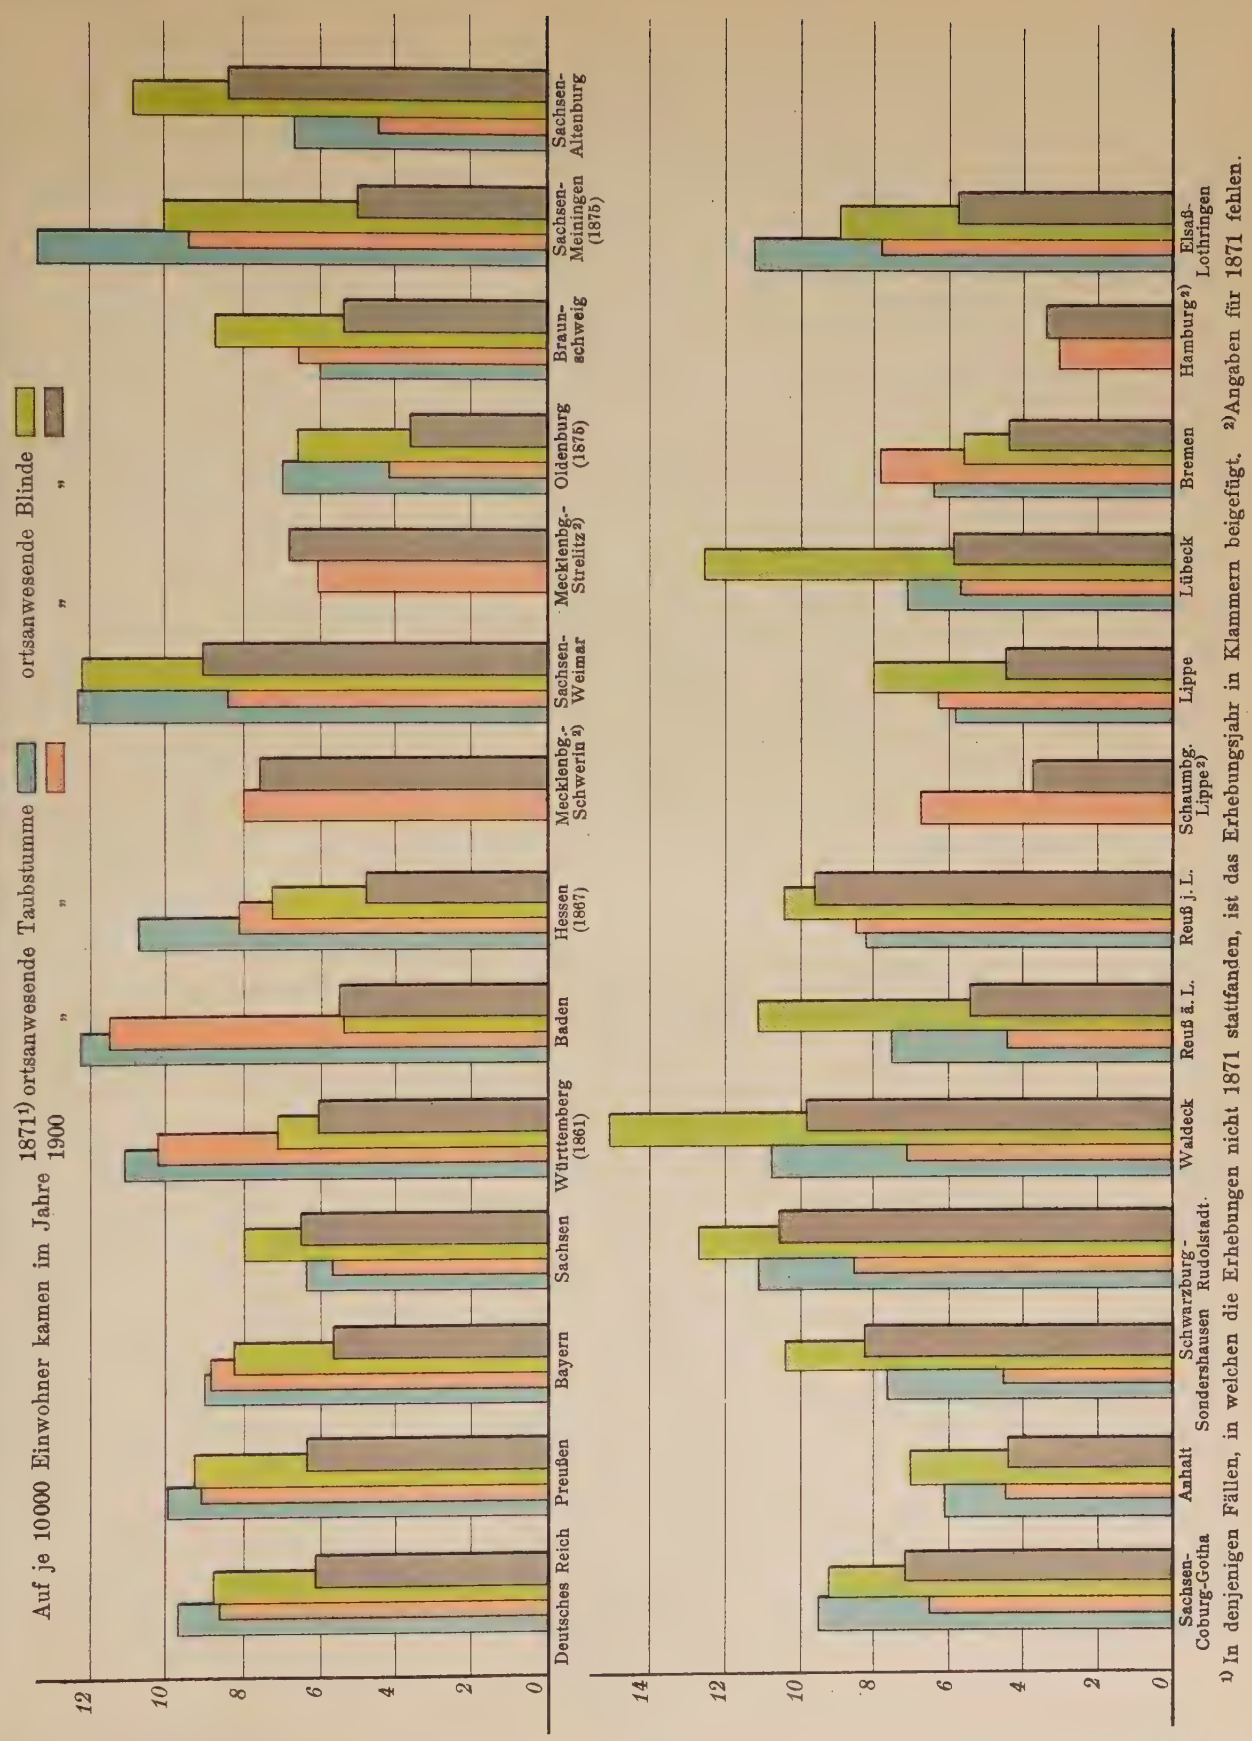 Auf je 10000 Einwohner kamen im Jahre 1871¹) ortsanwesende Taubstumme ortsanwesende Blinde
1900 „ „ „ „
12
10
8
6
4
2
0
Deutsches Reich
Preußen
Bayern
Sachsen
Württemberg
(1861)
Baden
Hessen
(1867)
Mecklenbg.-
Schwerin²)
Sachsen-
Weimar
Mecklenbg.-
Strelitz²)
Oldenburg
(1875)
Braun-
schweig
Sachsen-
Meiningen
(1875)
Sachsen-
Altenburg
14
12
10
8
6
4
2
0
Sachsen-
Coburg-Gotha
Anhalt
Schwarzburg-
Sondershausen Rudolstadt.
Waldeck
Reuß ä. L.
Reuß j. L.
Schaumbg.
Lippe²)
Lippe
Lübeck
Bremen
Hamburg²)
Elsaß-
Lothringen
¹) In denjenigen Fällen, in welchen die Erhebungen nicht 1871 stattfanden, ist das Erhebungsjahr in Klammern beigefügt. ²)Angaben für 1871 fehlen.